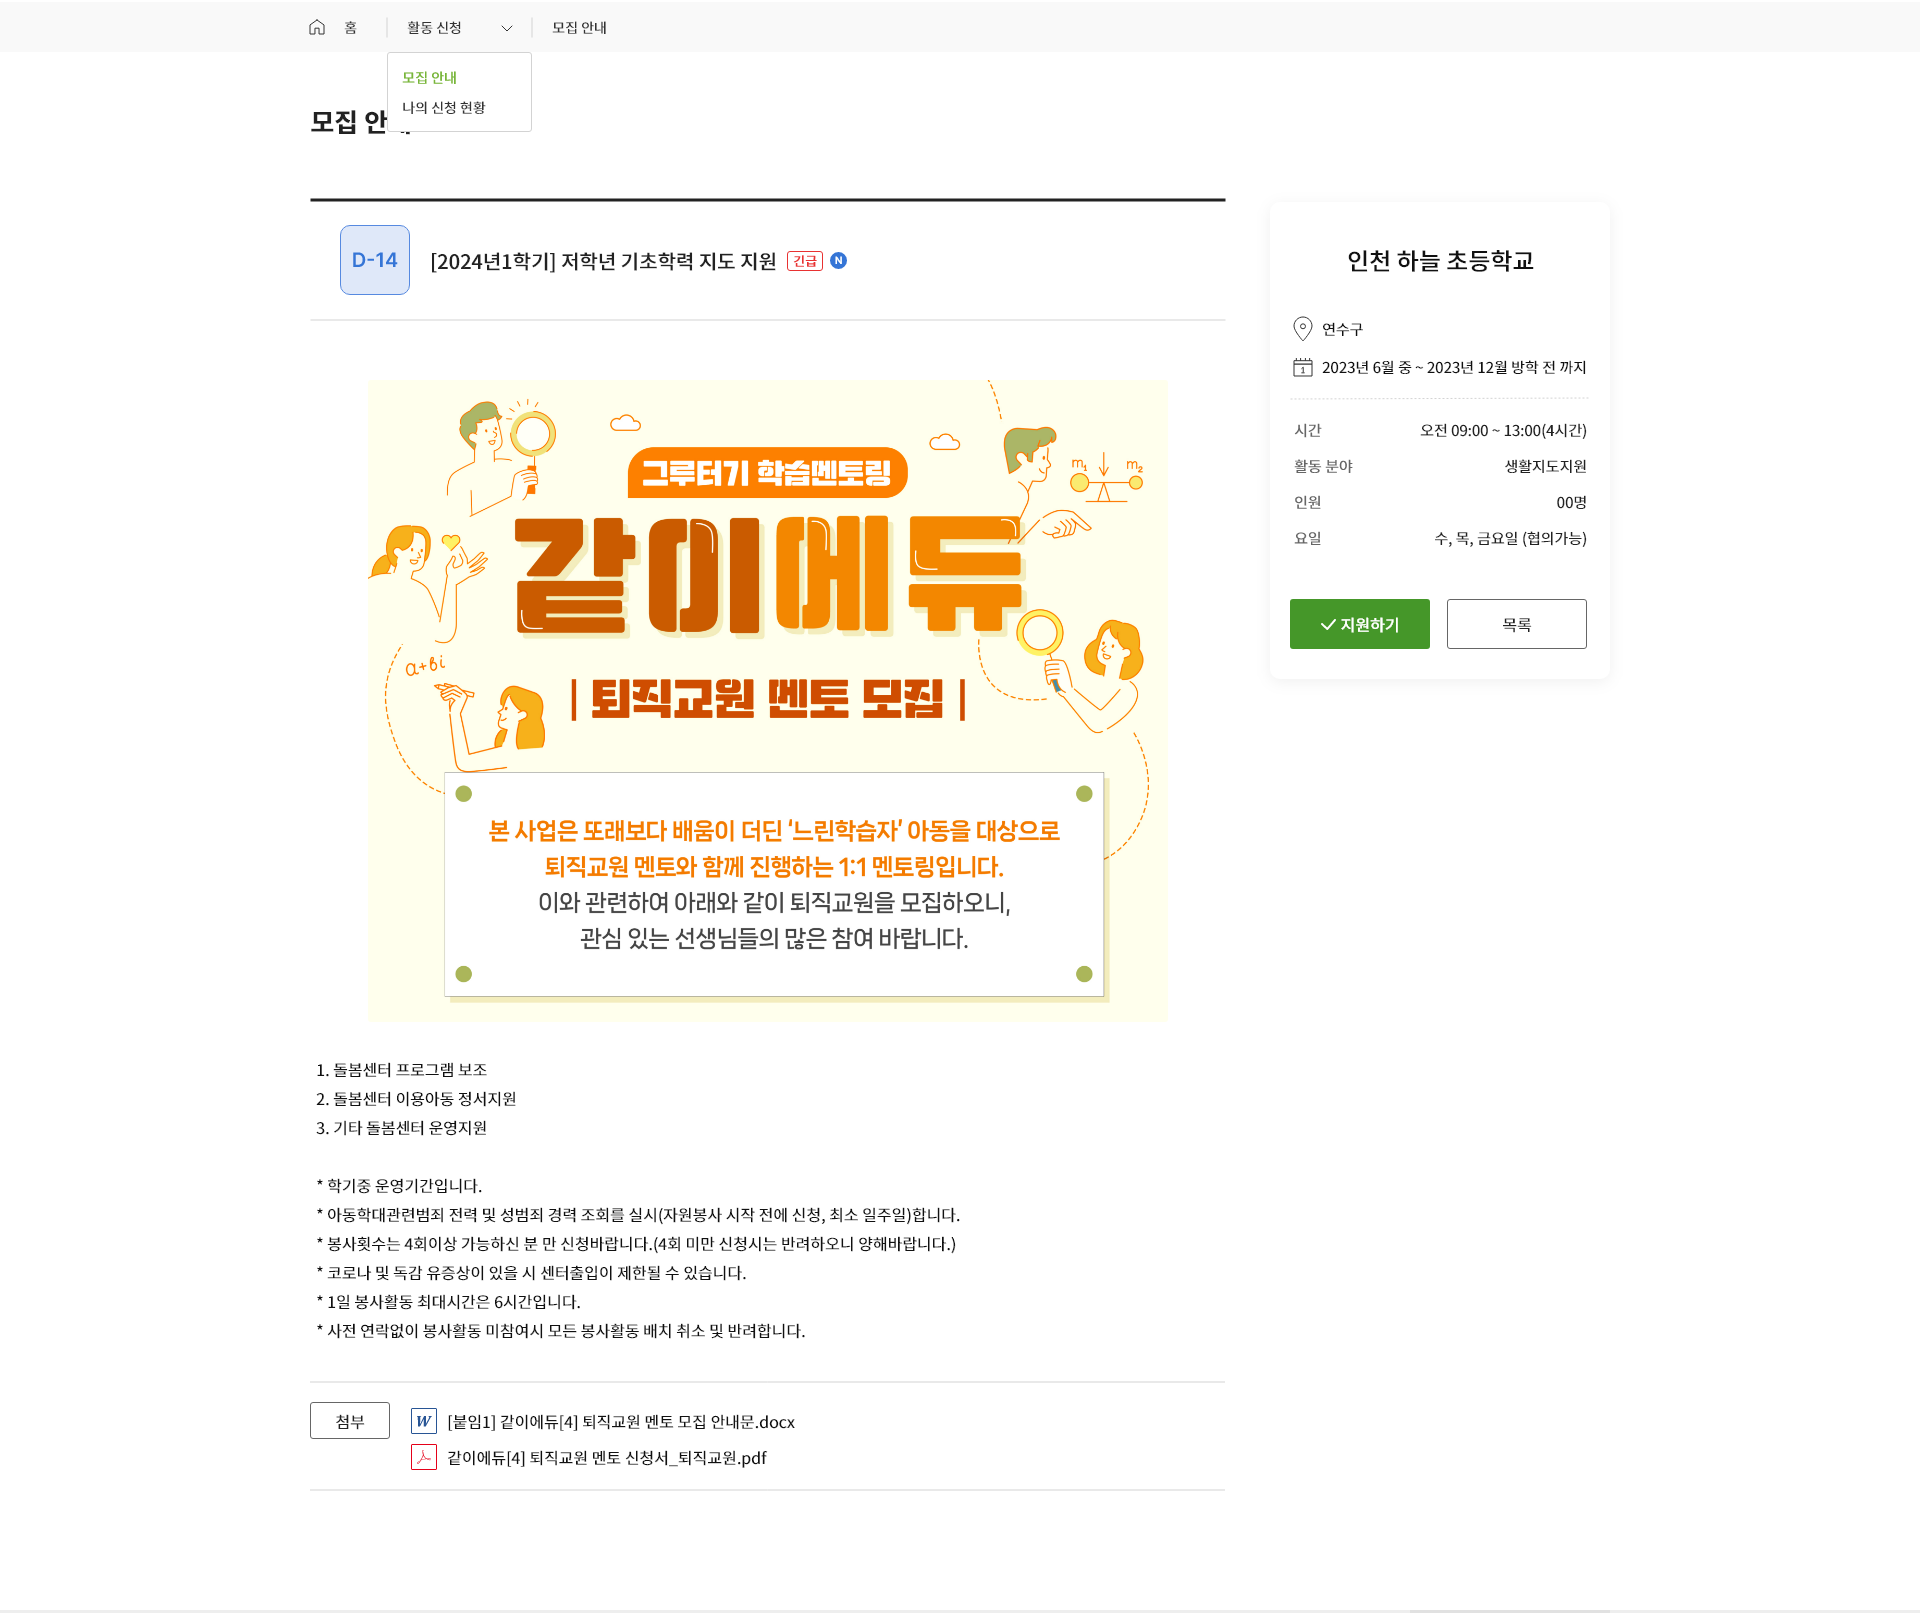 홈
활동 신청
모집 안내
모집 안내
나의 신청 현황
모집 안내
D-14
[2024년1학기] 저학년 기초학력 지도 지원 긴급 N
그루터기 학습멘토링
같이에듀
m1 m2
a+bi
| 퇴직교원 멘토 모집 |
본 사업은 또래보다 배움이 더딘 ‘느린학습자’ 아동을 대상으로
퇴직교원 멘토와 함께 진행하는 1:1 멘토링입니다.
이와 관련하여 아래와 같이 퇴직교원을 모집하오니,
관심 있는 선생님들의 많은 참여 바랍니다.
1. 돌봄센터 프로그램 보조
2. 돌봄센터 이용아동 정서지원
3. 기타 돌봄센터 운영지원
* 학기중 운영기간입니다.
* 아동학대관련범죄 전력 및 성범죄 경력 조회를 실시(자원봉사 시작 전에 신청, 최소 일주일)합니다.
* 봉사횟수는 4회이상 가능하신 분 만 신청바랍니다.(4회 미만 신청시는 반려하오니 양해바랍니다.)
* 코로나 및 독감 유증상이 있을 시 센터출입이 제한될 수 있습니다.
* 1일 봉사활동 최대시간은 6시간입니다.
* 사전 연락없이 봉사활동 미참여시 모든 봉사활동 배치 취소 및 반려합니다.
첨부
W [붙임1] 같이에듀[4] 퇴직교원 멘토 모집 안내문.docx
같이에듀[4] 퇴직교원 멘토 신청서_퇴직교원.pdf
인천 하늘 초등학교
연수구
1 2023년 6월 중 ~ 2023년 12월 방학 전 까지
시간 오전 09:00 ~ 13:00(4시간)
활동 분야 생활지도지원
인원 00명
요일 수, 목, 금요일 (협의가능)
지원하기
목록